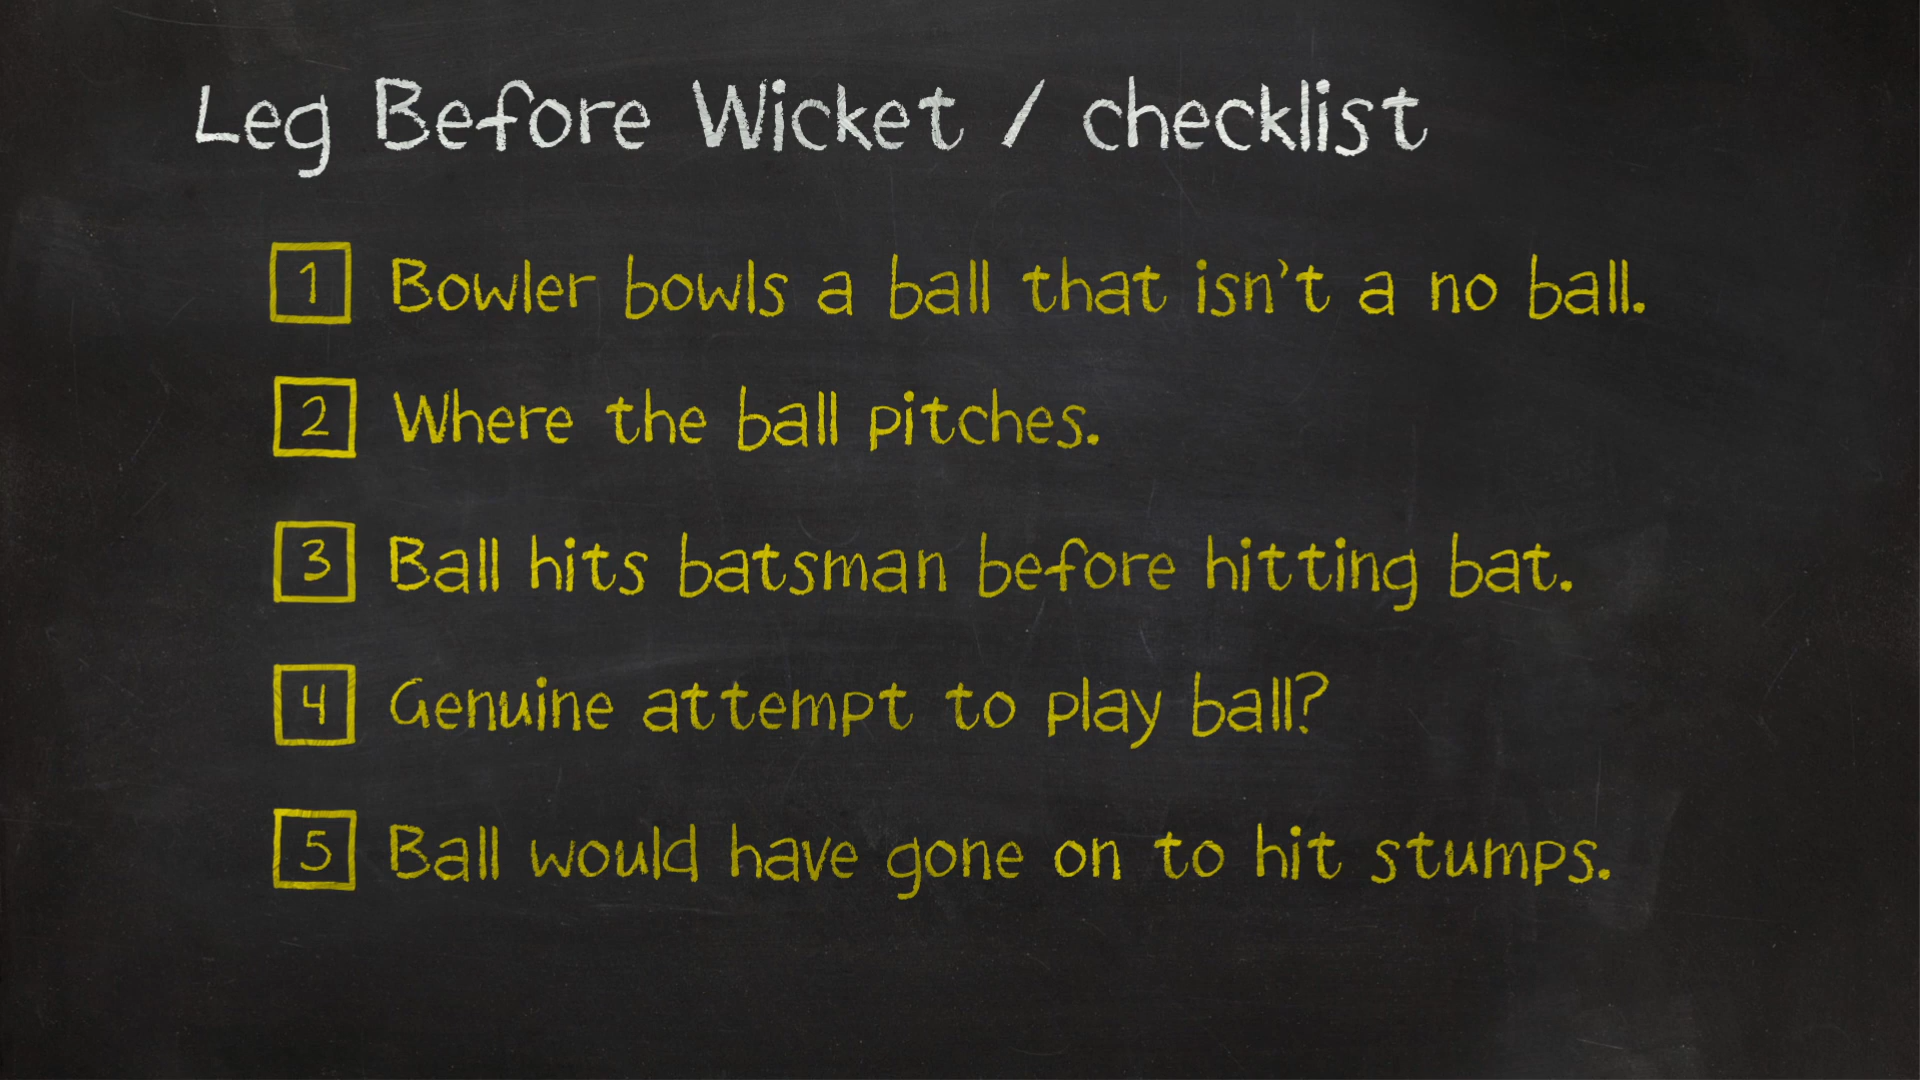 Leg Before Wicket / checklist
1 Bowler bowls a ball that isn't a no ball.
2 Where the ball pitches.
3 Ball hits batsman before hitting bat.
4 Genuine attempt to play ball?
5 Ball would have gone on to hit stumps.